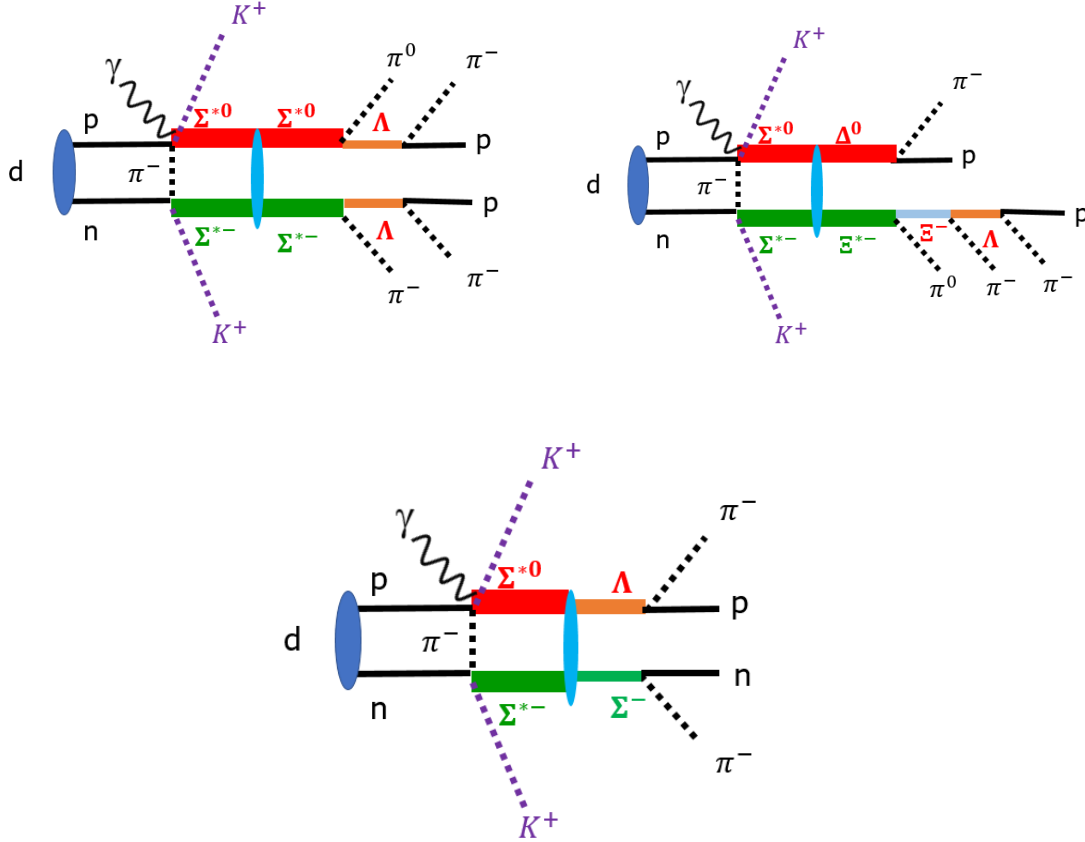 K⁺
π⁰
π⁻
γ
Σ*⁰ Σ*⁰
Λ
p
p
d
π⁻
n
p
Σ*⁻ Σ*⁻
Λ
π⁻
π⁻
K⁺
K⁺
π⁻
γ
Σ*⁰ Δ⁰
p
p
d
π⁻
n
p
Σ*⁻ Ξ*⁻
Ξ⁻ Λ
π⁰ π⁻ π⁻
K⁺
K⁺
π⁻
γ
p
Σ*⁰
Λ
p
d
π⁻
n
n
Σ*⁻
Σ⁻
π⁻
K⁺